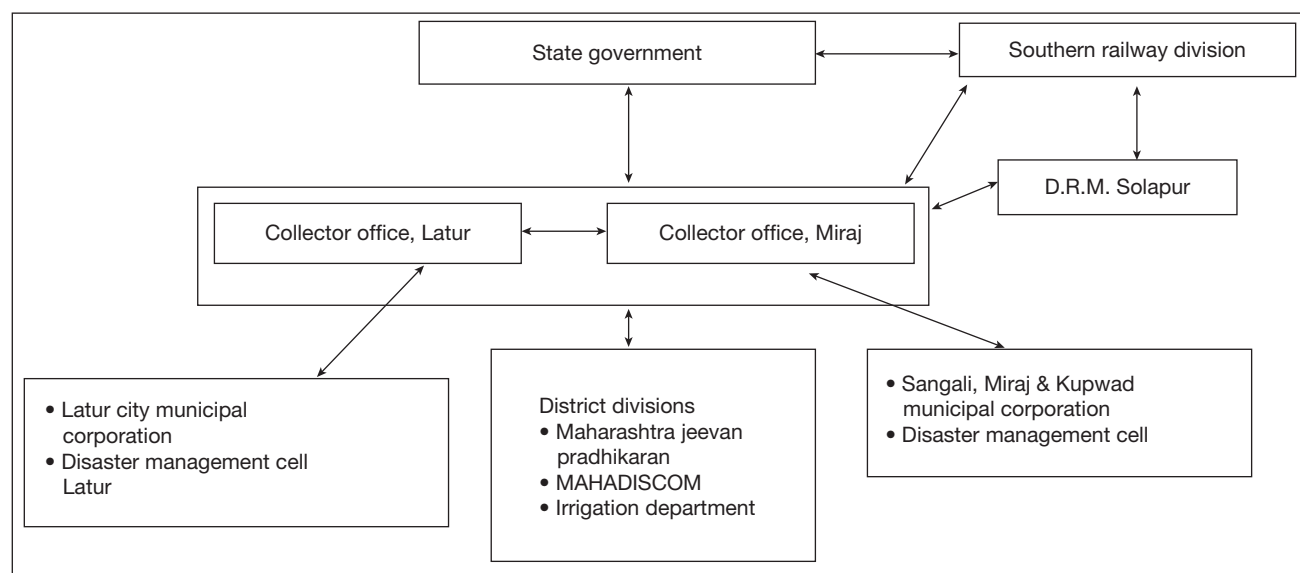 State government
Southern railway division
D.R.M. Solapur
Collector office, Latur
Collector office, Miraj
• Latur city municipal
corporation
• Disaster management cell
Latur
District divisions
• Maharashtra jeevan
pradhikaran
• MAHADISCOM
• Irrigation department
• Sangali, Miraj & Kupwad
municipal corporation
• Disaster management cell